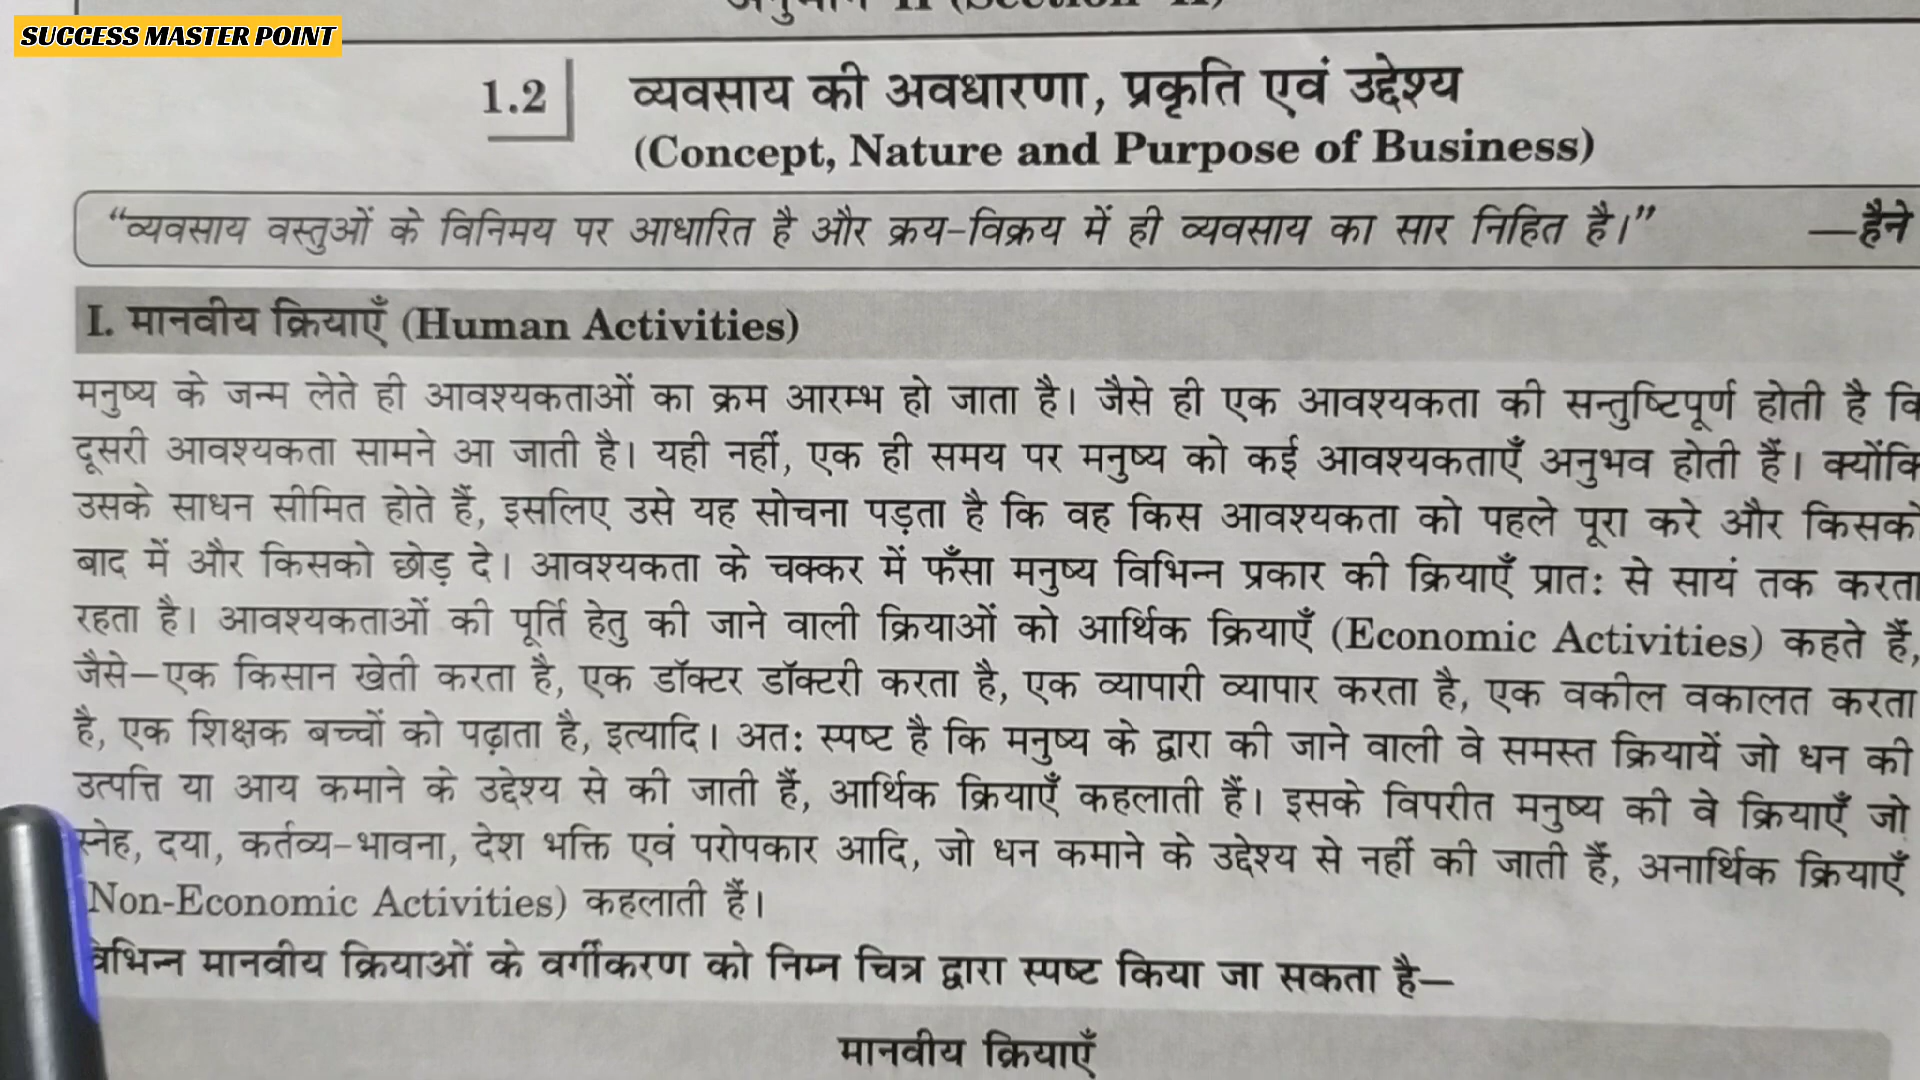 SUCCESS MASTER POINT
1.2 व्यवसाय की अवधारणा, प्रकृति एवं उद्देश्य
(Concept, Nature and Purpose of Business)
“व्यवसाय वस्तुओं के विनिमय पर आधारित है और क्रय-विक्रय में ही व्यवसाय का सार निहित है।” —हैने
I. मानवीय क्रियाएँ (Human Activities)
मनुष्य के जन्म लेते ही आवश्यकताओं का क्रम आरम्भ हो जाता है। जैसे ही एक आवश्यकता की सन्तुष्टिपूर्ण होती है कि
दूसरी आवश्यकता सामने आ जाती है। यही नहीं, एक ही समय पर मनुष्य को कई आवश्यकताएँ अनुभव होती हैं। क्योंकि
उसके साधन सीमित होते हैं, इसलिए उसे यह सोचना पड़ता है कि वह किस आवश्यकता को पहले पूरा करे और किसको
बाद में और किसको छोड़ दे। आवश्यकता के चक्कर में फँसा मनुष्य विभिन्न प्रकार की क्रियाएँ प्रातः से सायं तक करता
रहता है। आवश्यकताओं की पूर्ति हेतु की जाने वाली क्रियाओं को आर्थिक क्रियाएँ (Economic Activities) कहते हैं,
जैसे—एक किसान खेती करता है, एक डॉक्टर डॉक्टरी करता है, एक व्यापारी व्यापार करता है, एक वकील वकालत करता
है, एक शिक्षक बच्चों को पढ़ाता है, इत्यादि। अतः स्पष्ट है कि मनुष्य के द्वारा की जाने वाली वे समस्त क्रियायें जो धन की
उत्पत्ति या आय कमाने के उद्देश्य से की जाती हैं, आर्थिक क्रियाएँ कहलाती हैं। इसके विपरीत मनुष्य की वे क्रियाएँ जो
स्नेह, दया, कर्तव्य-भावना, देश भक्ति एवं परोपकार आदि, जो धन कमाने के उद्देश्य से नहीं की जाती हैं, अनार्थिक क्रियाएँ
Non-Economic Activities) कहलाती हैं।
विभिन्न मानवीय क्रियाओं के वर्गीकरण को निम्न चित्र द्वारा स्पष्ट किया जा सकता है—
मानवीय क्रियाएँ